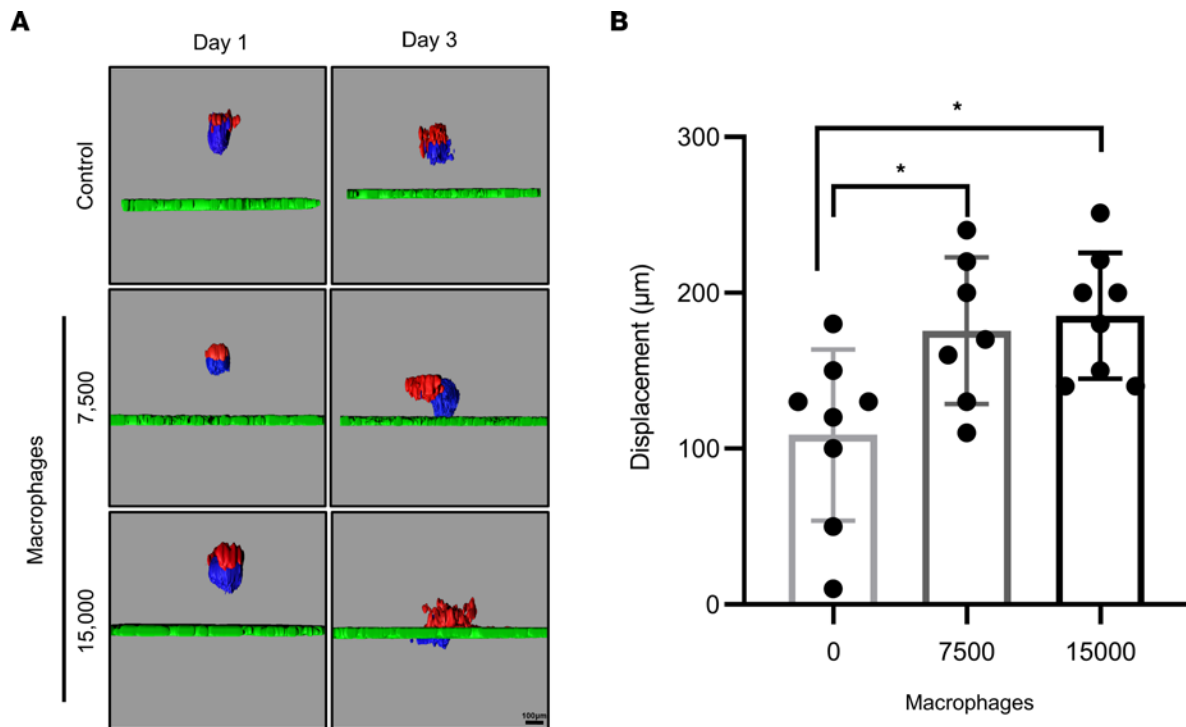 A
Day 1
Day 3
Control
Macrophages
7,500
15,000
100μm
B
*
*
Displacement (μm)
300
200
100
0
0
7500
15000
Macrophages